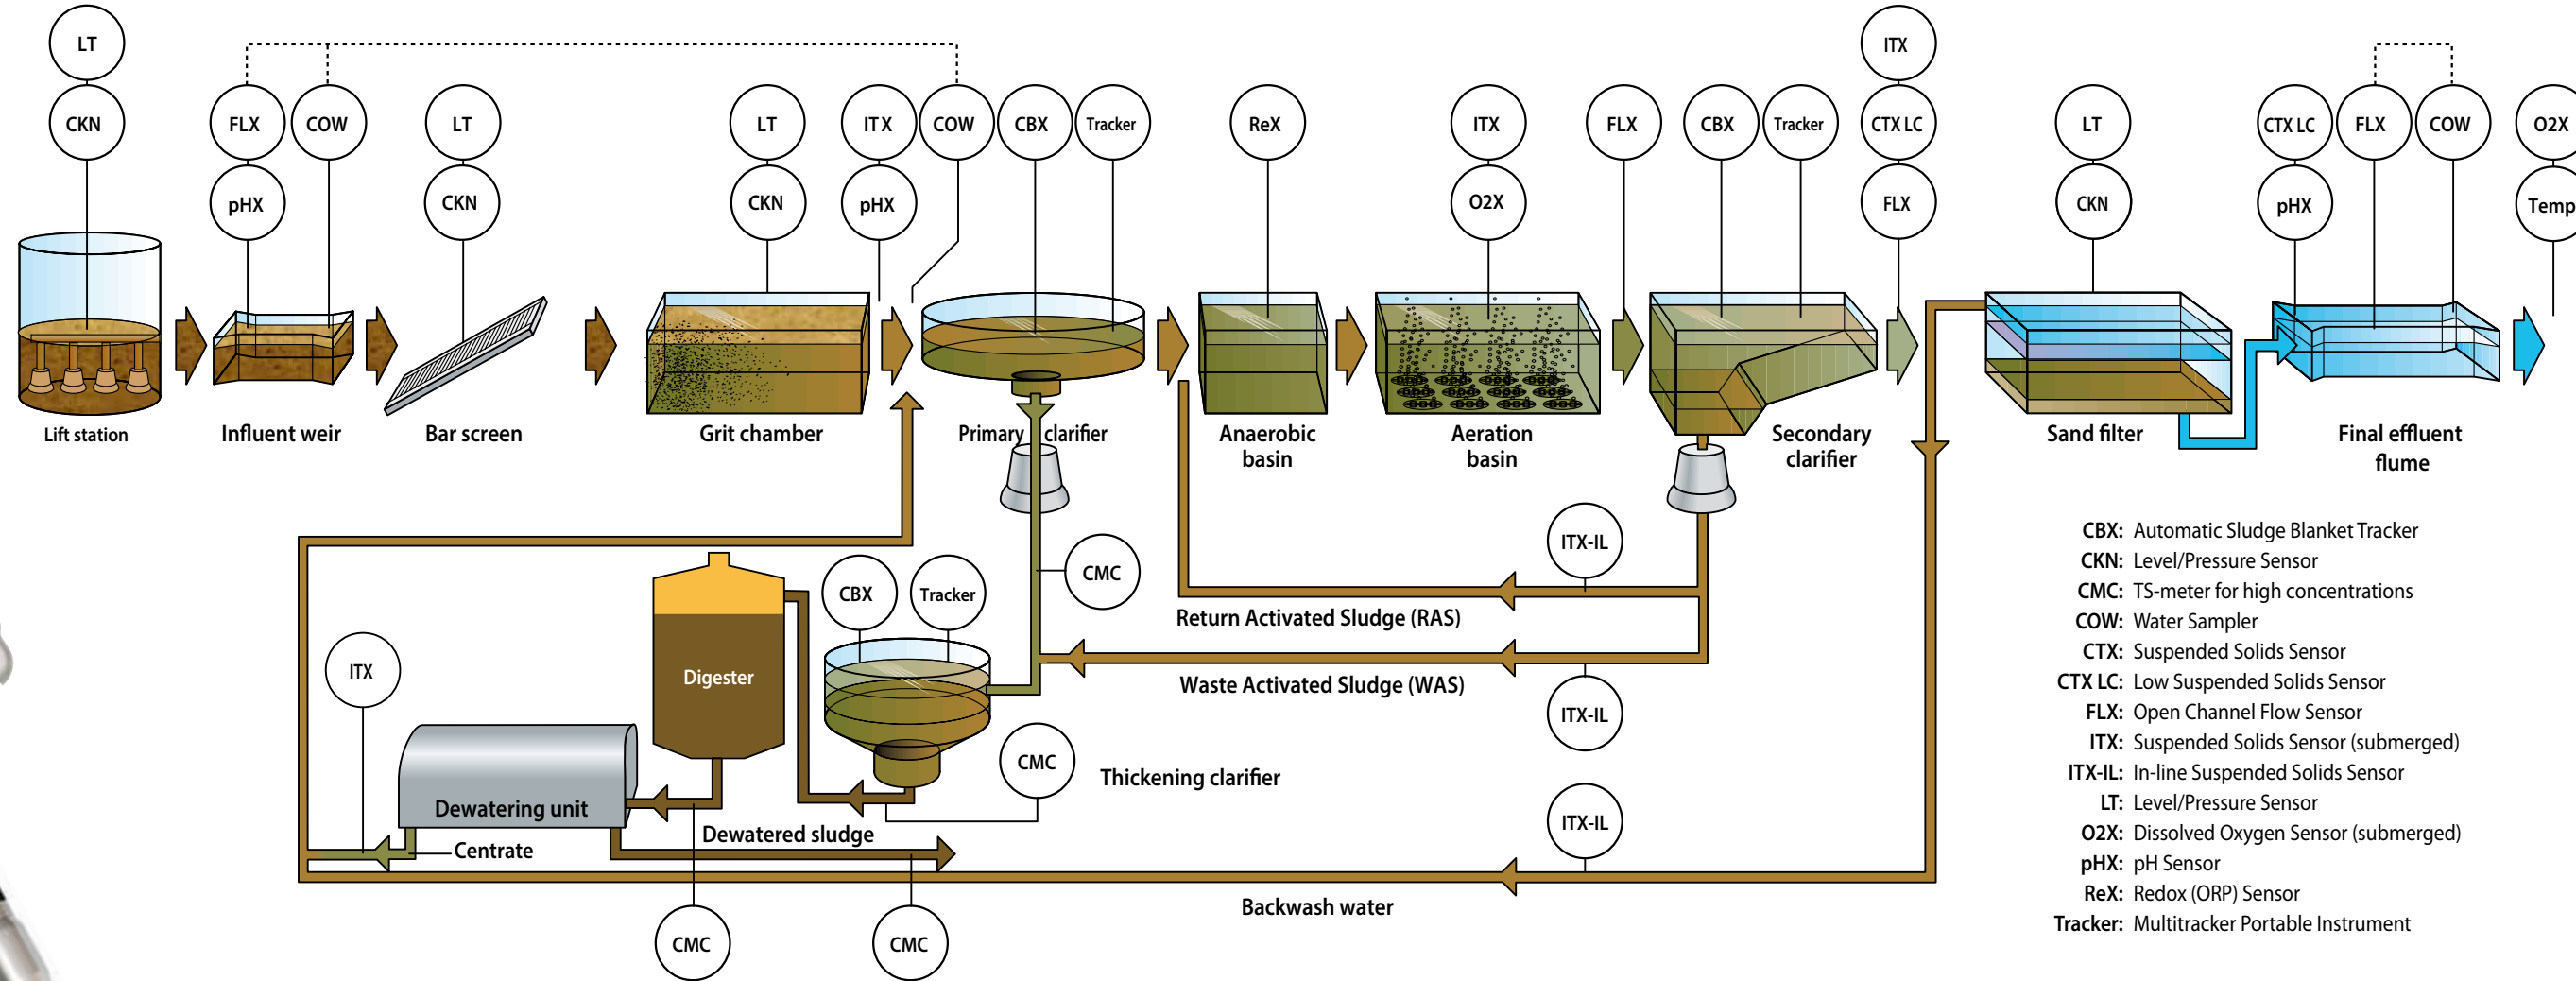 LT
CKN
FLX
pHX
COW
LT
CKN
LT
CKN
ITX
pHX
COW
CBX
Tracker
ReX
ITX
O2X
FLX
CBX
Tracker
ITX
CTX LC
FLX
LT
CKN
CTX LC
pHX
FLX
COW
O2X
Temp
Lift station
Influent weir
Bar screen
Grit chamber
Primary clarifier
Anaerobic
basin
Aeration
basin
Secondary
clarifier
Sand filter
Final effluent
flume
ITX-IL
CMC
Return Activated Sludge (RAS)
CBX
Tracker
Waste Activated Sludge (WAS)
ITX-IL
ITX
Digester
CMC
Thickening clarifier
Dewatering unit
Dewatered sludge
Centrate
ITX-IL
Backwash water
CMC
CMC
CBX: Automatic Sludge Blanket Tracker
CKN: Level/Pressure Sensor
CMC: TS-meter for high concentrations
COW: Water Sampler
CTX: Suspended Solids Sensor
CTX LC: Low Suspended Solids Sensor
FLX: Open Channel Flow Sensor
ITX: Suspended Solids Sensor (submerged)
ITX-IL: In-line Suspended Solids Sensor
LT: Level/Pressure Sensor
O2X: Dissolved Oxygen Sensor (submerged)
pHX: pH Sensor
ReX: Redox (ORP) Sensor
Tracker: Multitracker Portable Instrument